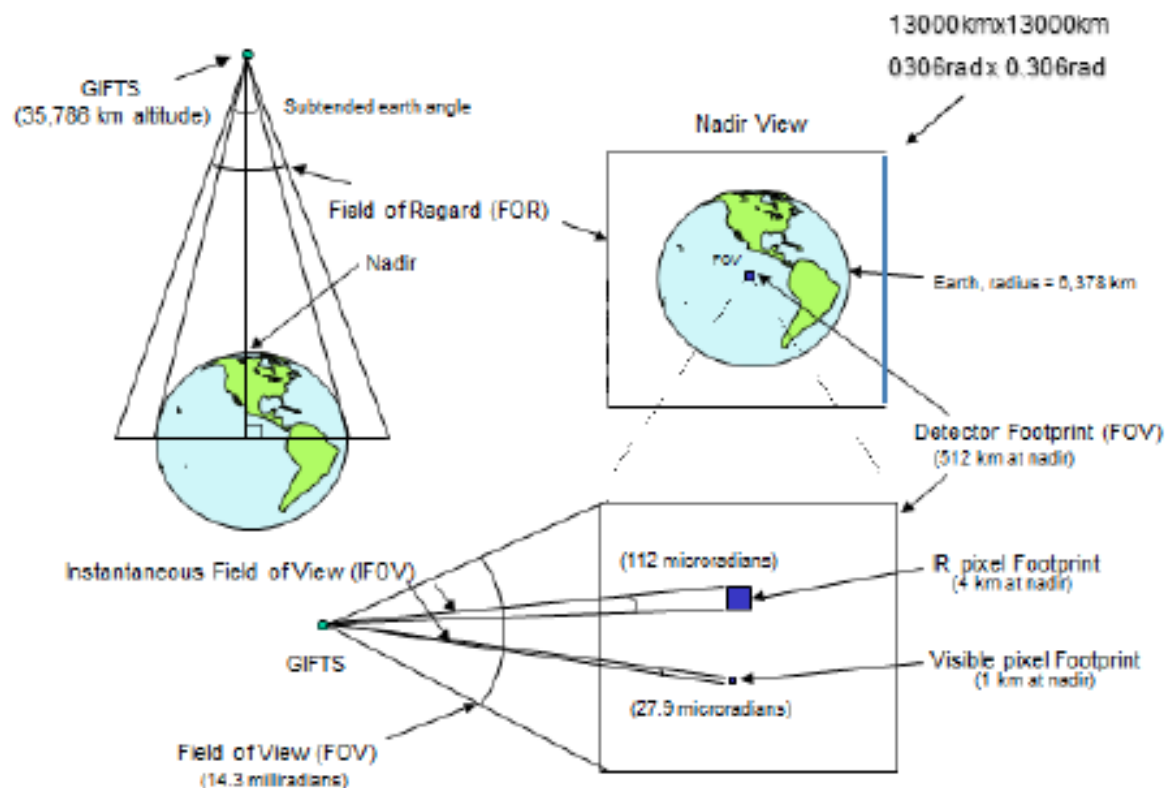 13000kmx13000km
0306rad x 0.306rad
GIFTS
(35,786 km altitude)
Subtended earth angle
Nadir View
Field of Regard (FOR)
Nadir
FOV
Earth, radius = 6,378 km
Detector Footprint (FOV)
(512 km at nadir)
Instantaneous Field of View (IFOV)
(112 microradians)
IR pixel Footprint
(4 km at nadir)
GIFTS
Visible pixel Footprint
(1 km at nadir)
(27.9 microradians)
Field of View (FOV)
(14.3 milliradians)